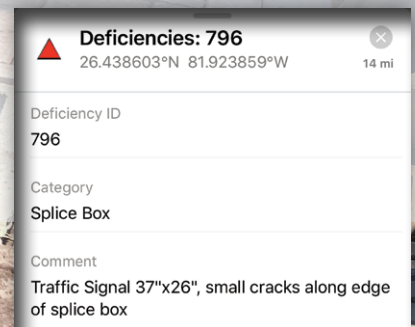 Deficiencies: 796
26.438603°N 81.923859°W
14 mi
Deficiency ID
796
Category
Splice Box
Comment
Traffic Signal 37"x26", small cracks along edge
of splice box